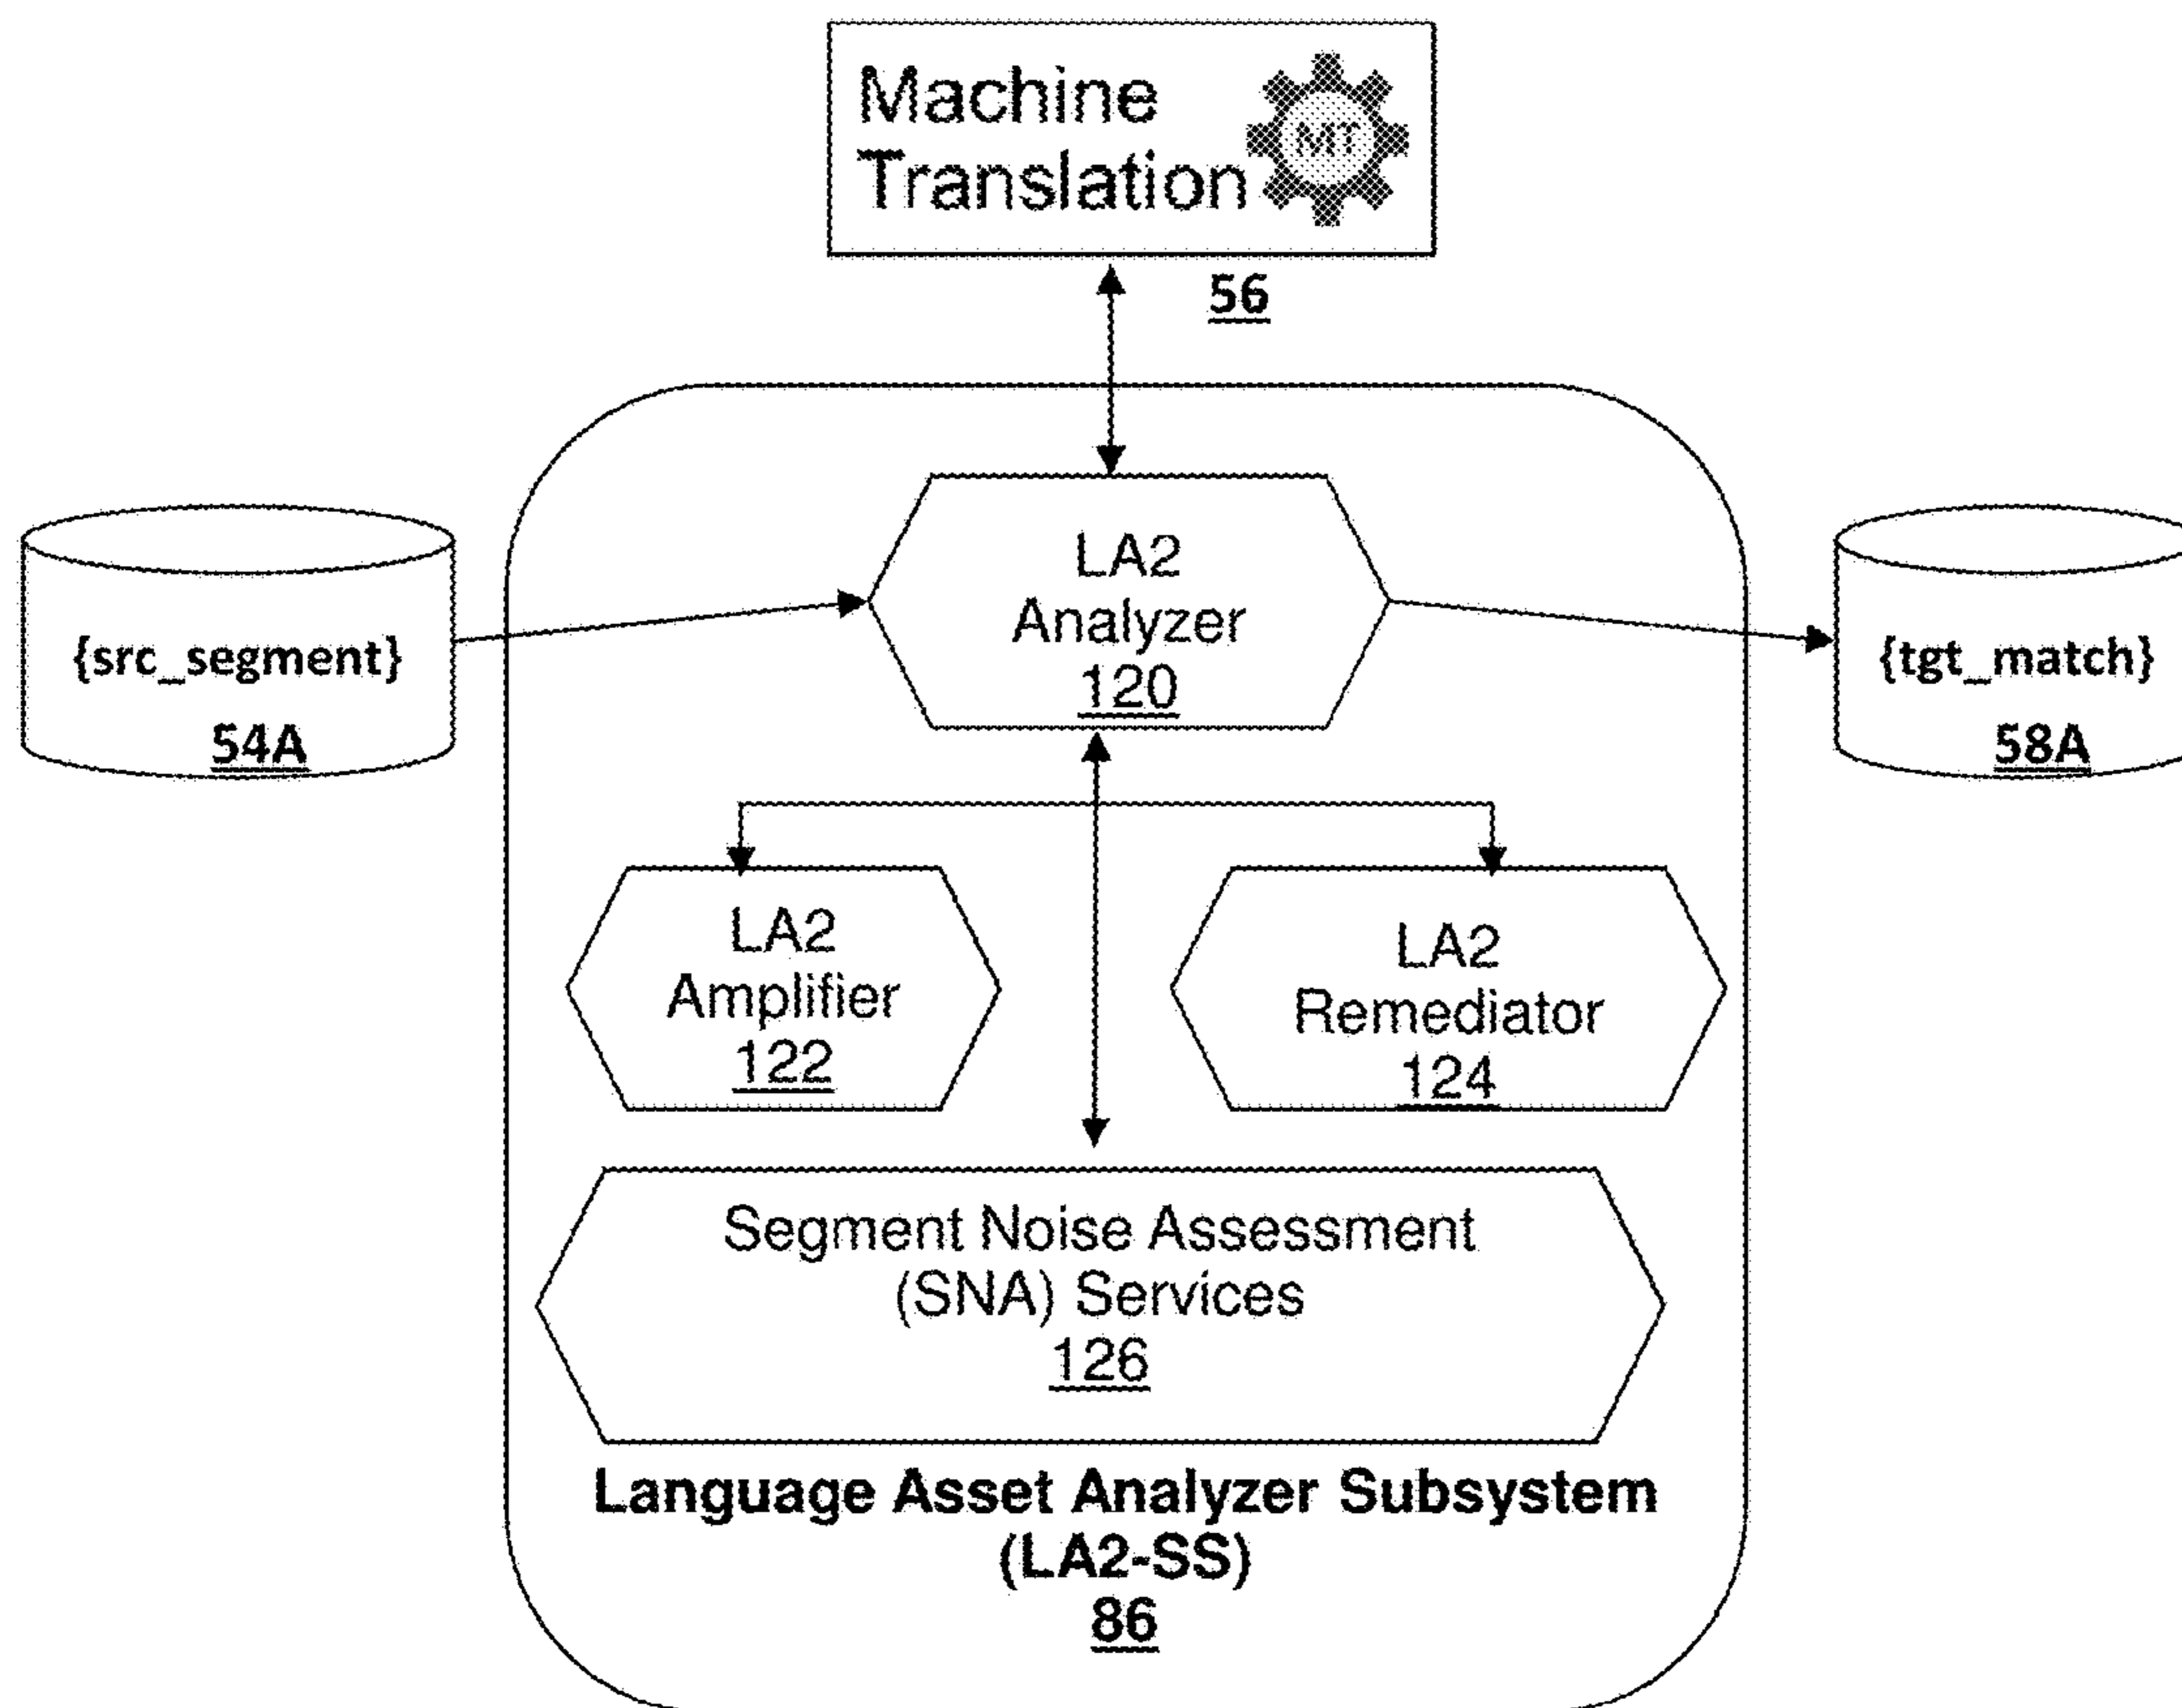 Machine
Translation
MT
56
LA2
Analyzer
120
{src_segment}
54A
{tgt_match}
58A
LA2
Amplifier
122
LA2
Remediator
124
Segment Noise Assessment
(SNA) Services
126
Language Asset Analyzer Subsystem
(LA2-SS)
86